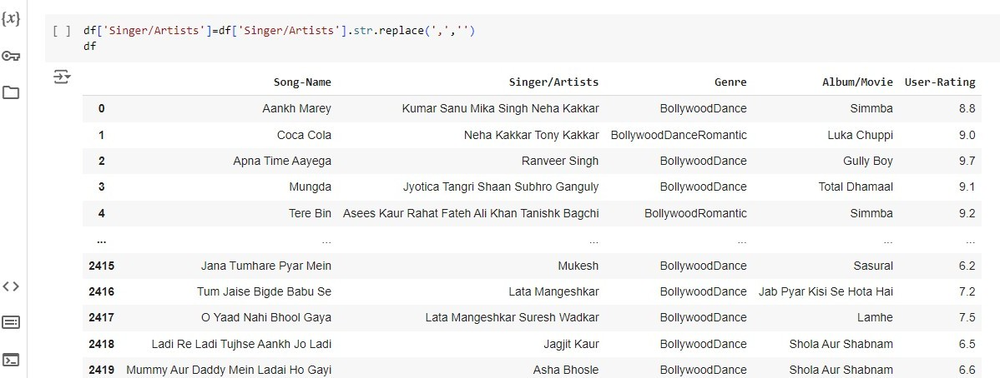 {x}
[ ] df['Singer/Artists']=df['Singer/Artists'].str.replace(',','')
df
Song-Name Singer/Artists Genre Album/Movie User-Rating
0 Aankh Marey Kumar Sanu Mika Singh Neha Kakkar BollywoodDance Simmba 8.8
1 Coca Cola Neha Kakkar Tony Kakkar BollywoodDanceRomantic Luka Chuppi 9.0
2 Apna Time Aayega Ranveer Singh BollywoodDance Gully Boy 9.7
3 Mungda Jyotica Tangri Shaan Subhro Ganguly BollywoodDance Total Dhamaal 9.1
4 Tere Bin Asees Kaur Rahat Fateh Ali Khan Tanishk Bagchi BollywoodRomantic Simmba 9.2
... ... ... ... ... ...
2415 Jana Tumhare Pyar Mein Mukesh BollywoodDance Sasural 6.2
2416 Tum Jaise Bigde Babu Se Lata Mangeshkar BollywoodDance Jab Pyar Kisi Se Hota Hai 7.2
2417 O Yaad Nahi Bhool Gaya Lata Mangeshkar Suresh Wadkar BollywoodDance Lamhe 7.5
2418 Ladi Re Ladi Tujhse Aankh Jo Ladi Jagjit Kaur BollywoodDance Shola Aur Shabnam 6.5
2419 Mummy Aur Daddy Mein Ladai Ho Gayi Asha Bhosle BollywoodDance Shola Aur Shabnam 6.6